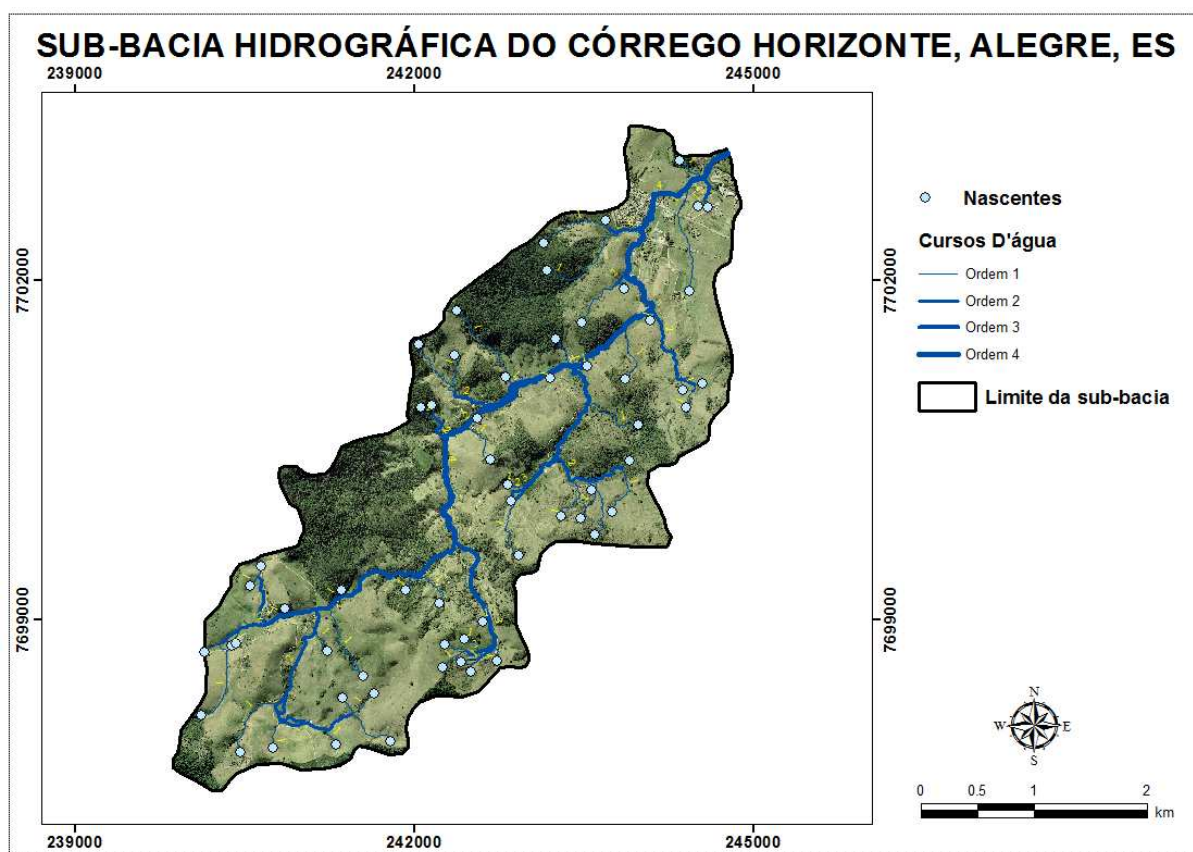 SUB-BACIA HIDROGRÁFICA DO CÓRREGO HORIZONTE, ALEGRE, ES
239000 242000 245000
7702000 7702000
7699000 7699000
239000 242000 245000
Nascentes
Cursos D'água
Ordem 1
Ordem 2
Ordem 3
Ordem 4
Limite da sub-bacia
N
W E
S
0 0.5 1 2
km